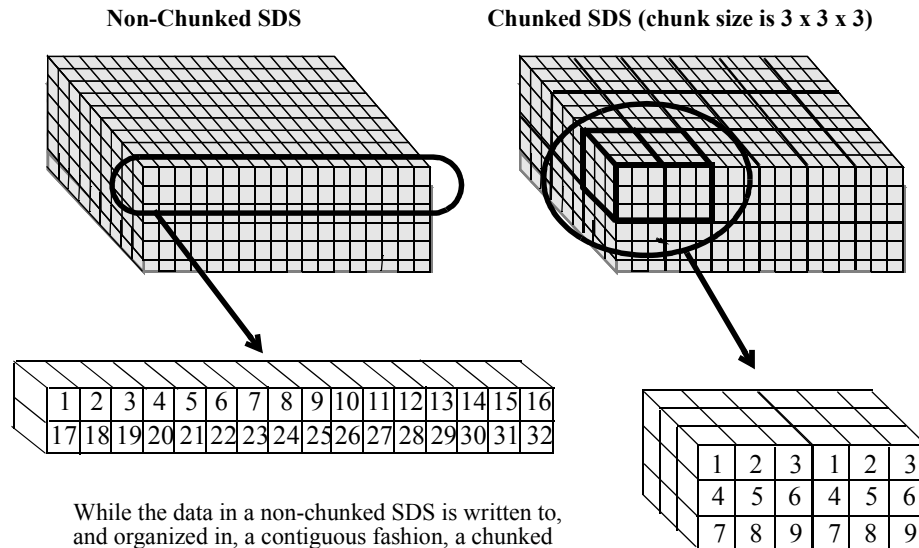 Non-Chunked SDS
Chunked SDS (chunk size is 3 x 3 x 3)
1 2 3 4 5 6 7 8 9 10 11 12 13 14 15 16
17 18 19 20 21 22 23 24 25 26 27 28 29 30 31 32
1 2 3 1 2 3
4 5 6 4 5 6
7 8 9 7 8 9
While the data in a non-chunked SDS is written to,
and organized in, a contiguous fashion, a chunked